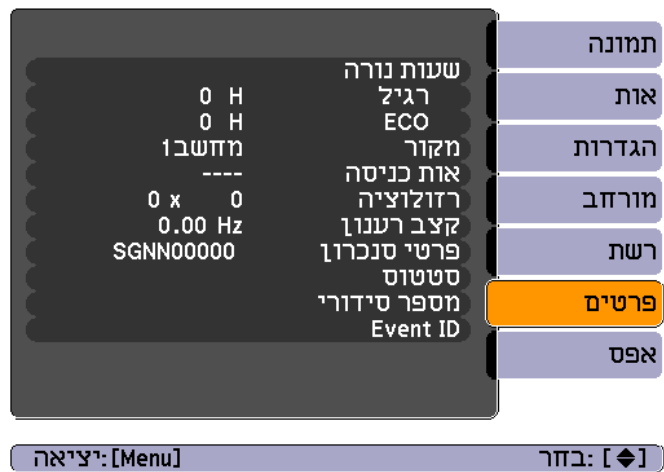 תמונה
אות
הגדרות
מורחב
רשת
פרטים
אפס
שעות נורה
רגיל 0 H
ECO 0 H
מקור מחשב1
אות כניסה ----
רזולוציה 0 x 0
קצב רענון 0.00 Hz
פרטי סנכרון SGNN00000
סטטוס
מספר סידורי
Event ID
[◆]: בחר
[Menu]:יציאה